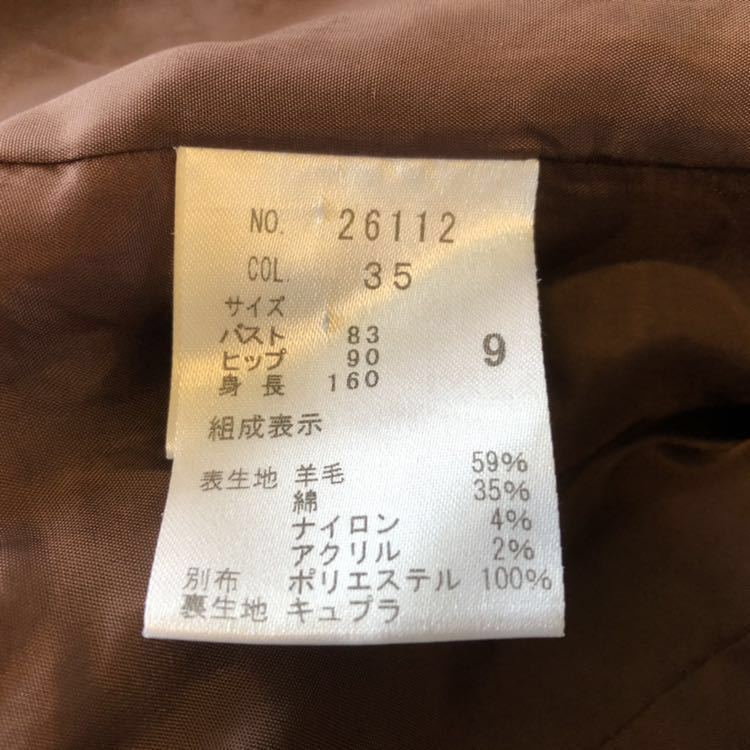 NO. 26112
COL. 35
サイズ
バスト 83
ヒップ 90 9
身長 160
組成表示
表生地 羊毛 59%
綿 35%
ナイロン 4%
アクリル 2%
別布 ポリエステル 100%
裏生地 キュプラ